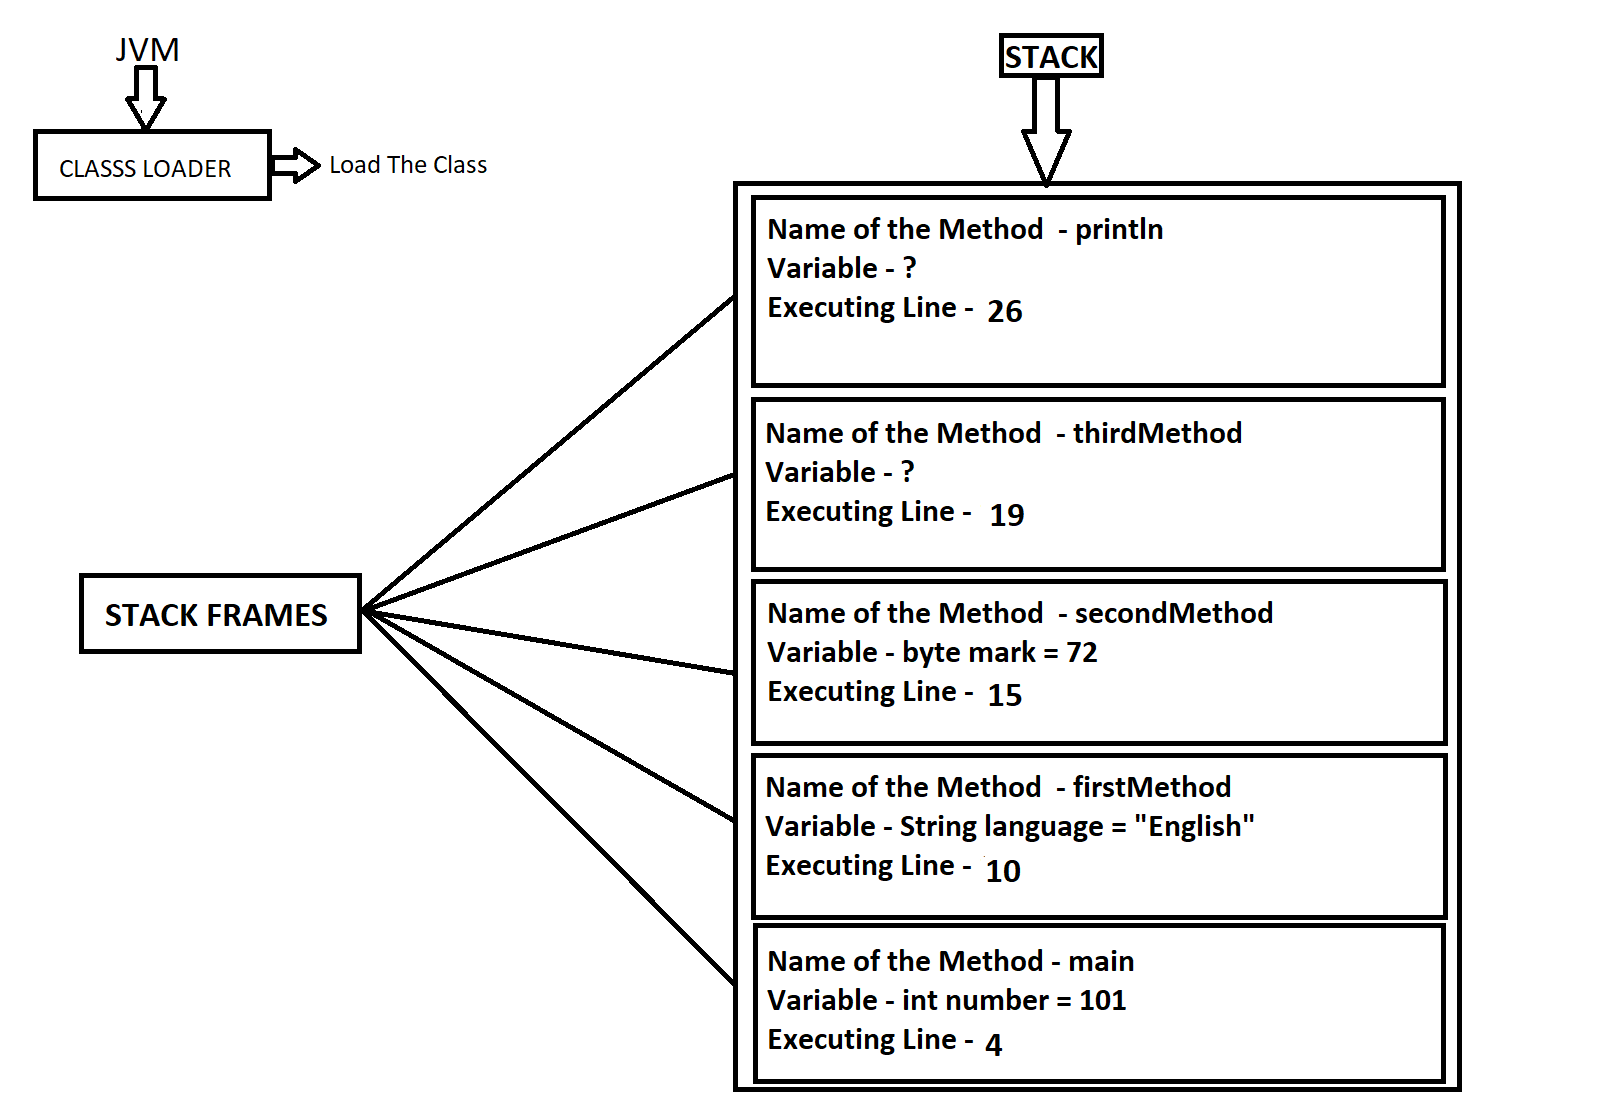 JVM
CLASSS LOADER
Load The Class
STACK
Name of the Method - println
Variable - ?
Executing Line - 26
Name of the Method - thirdMethod
Variable - ?
Executing Line - 19
STACK FRAMES
Name of the Method - secondMethod
Variable - byte mark = 72
Executing Line - 15
Name of the Method - firstMethod
Variable - String language = "English"
Executing Line - 10
Name of the Method - main
Variable - int number = 101
Executing Line - 4